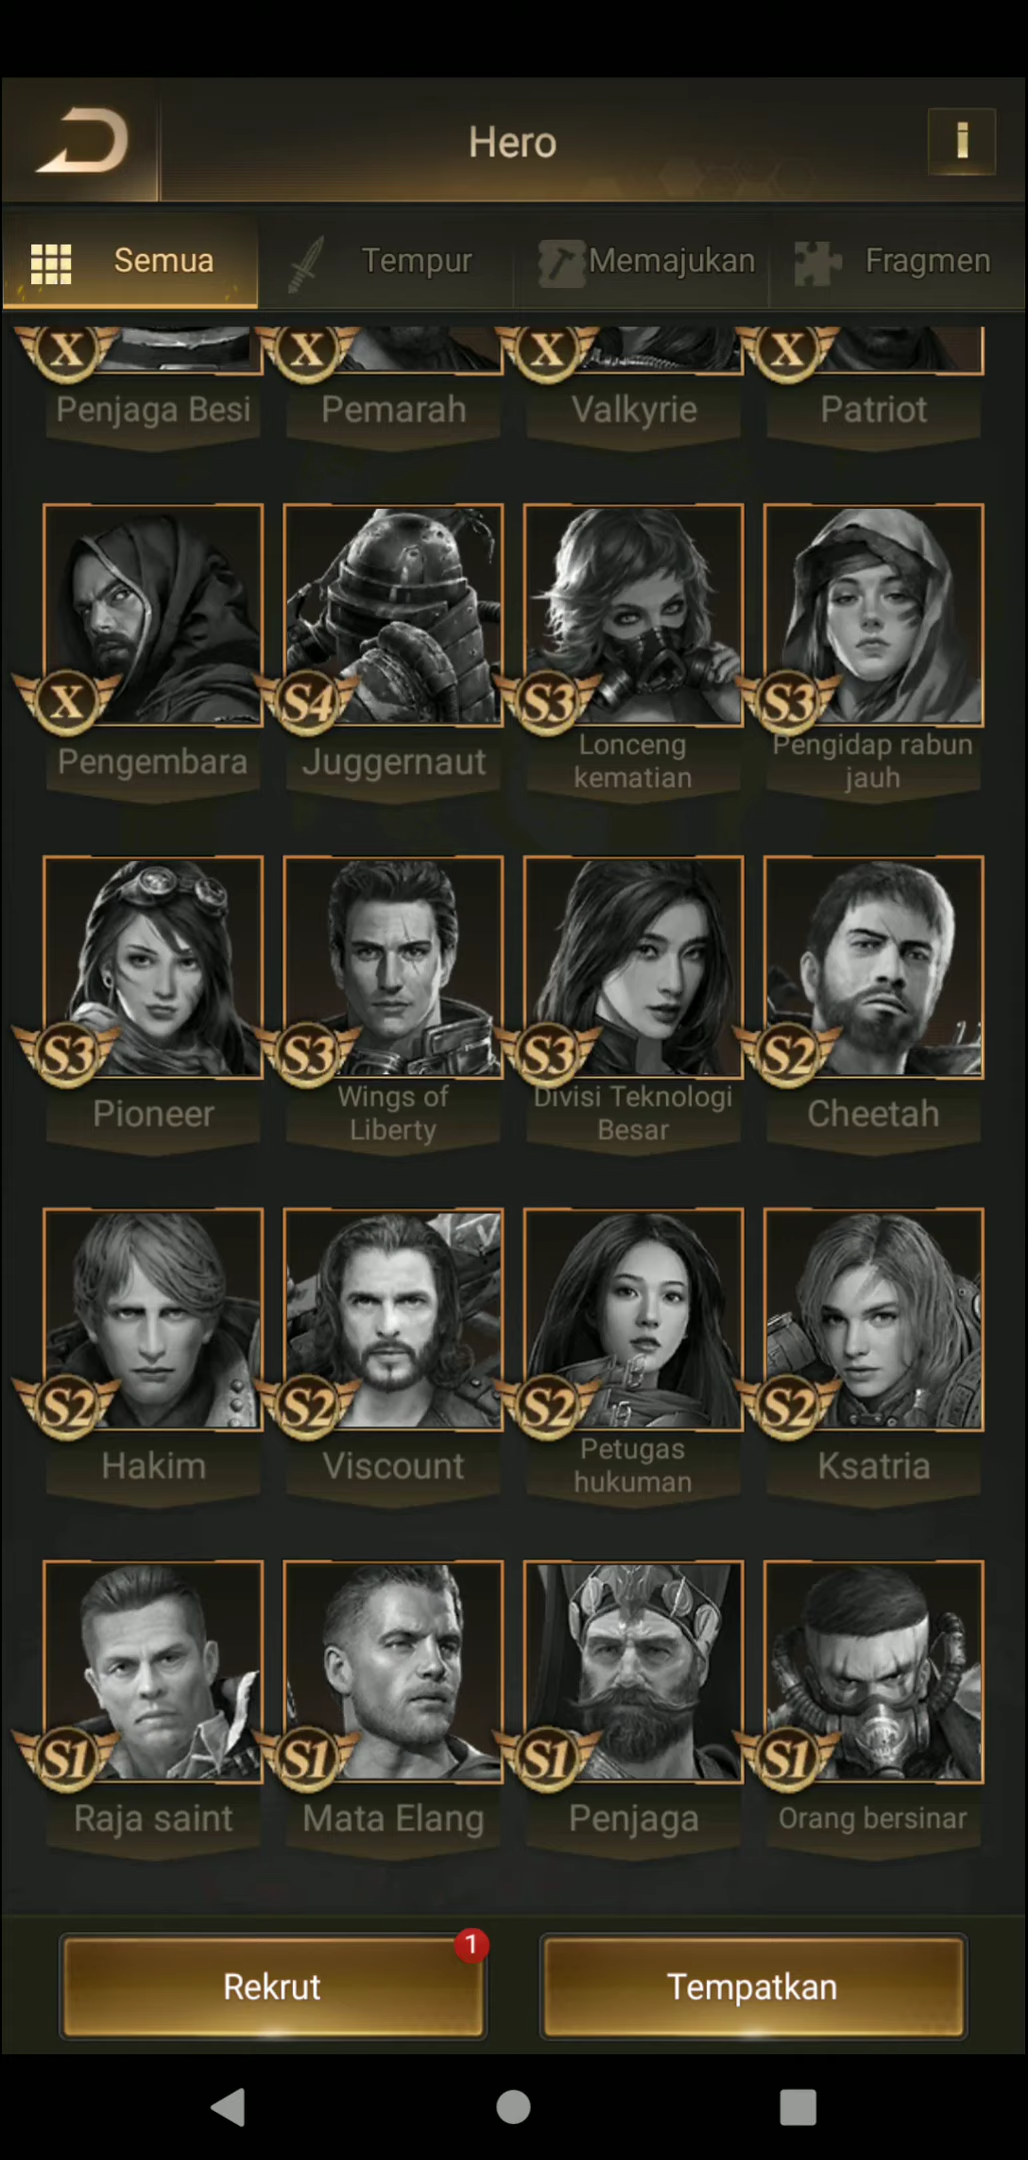 Hero
i
Semua
Tempur
Memajukan
Fragmen
X
X
X
X
Penjaga Besi
Pemarah
Valkyrie
Patriot
X
S4
S3
S3
Pengembara
Juggernaut
Lonceng
kematian
Pengidap rabun
jauh
S3
S3
S3
S2
Pioneer
Wings of
Liberty
Divisi Teknologi
Besar
Cheetah
S2
S2
S2
S2
Hakim
Viscount
Petugas
hukuman
Ksatria
S1
S1
S1
S1
Raja saint
Mata Elang
Penjaga
Orang bersinar
Rekrut
1
Tempatkan